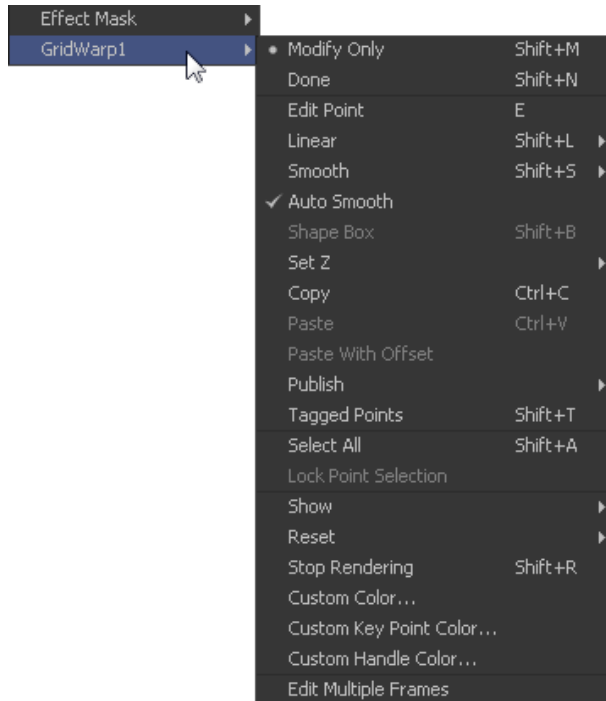 Effect Mask
GridWarp1
Modify Only Shift+M
Done Shift+N
Edit Point E
Linear Shift+L
Smooth Shift+S
Auto Smooth
Shape Box Shift+B
Set Z
Copy Ctrl+C
Paste Ctrl+V
Paste With Offset
Publish
Tagged Points Shift+T
Select All Shift+A
Lock Point Selection
Show
Reset
Stop Rendering Shift+R
Custom Color...
Custom Key Point Color...
Custom Handle Color...
Edit Multiple Frames